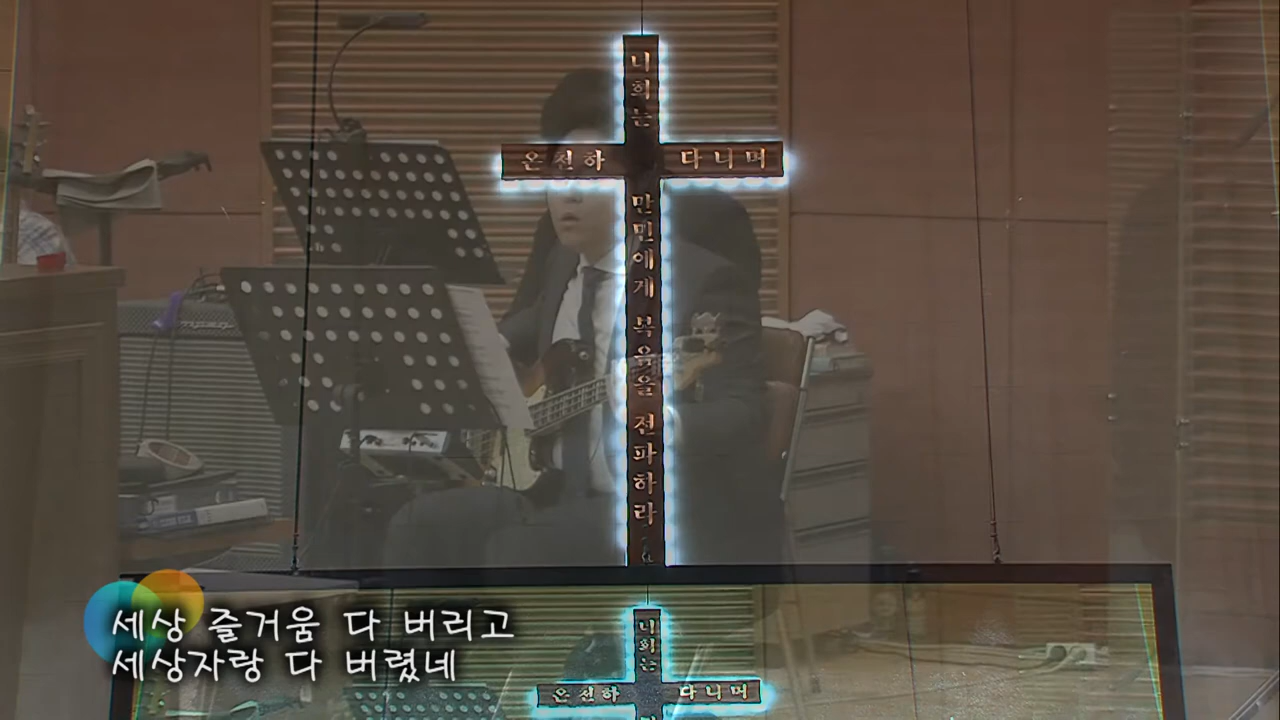 너희는
온천하 다니며
만민에게 복음을 전파하라
너희는
온천하 다니며
세상 즐거움 다 버리고
세상자랑 다 버렸네